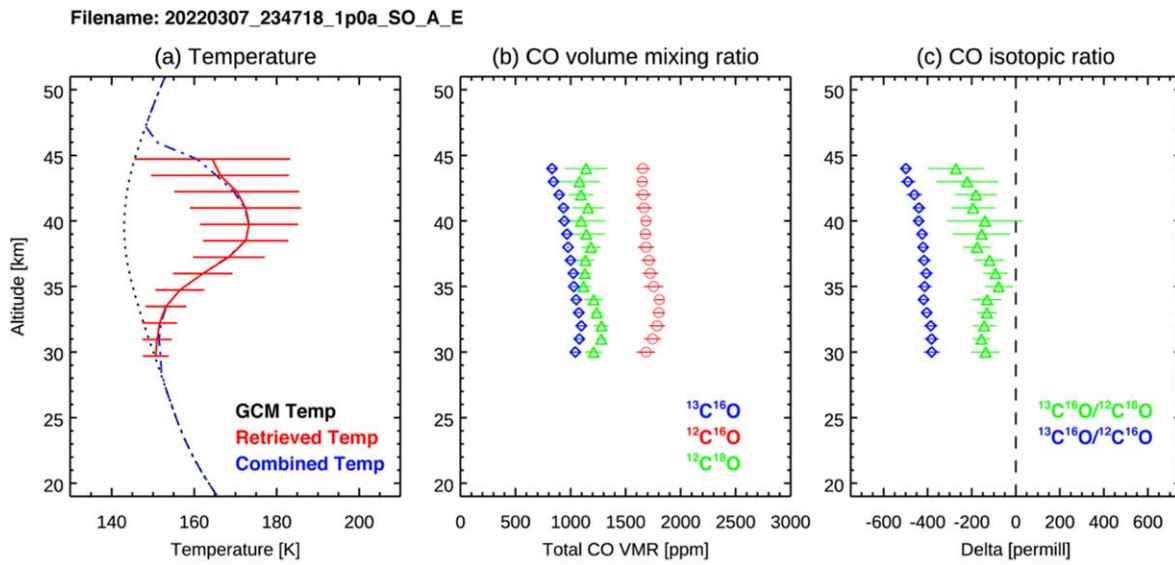 Filename: 20220307_234718_1p0a_SO_A_E
(a) Temperature
(b) CO volume mixing ratio
(c) CO isotopic ratio
Altitude [km]
50
45
40
35
30
25
20
GCM Temp
Retrieved Temp
Combined Temp
140 160 180 200
Temperature [K]
50
45
40
35
30
25
20
¹³C¹⁶O
¹²C¹⁶O
¹²C¹⁸O
0 500 1000 1500 2000 2500 3000
Total CO VMR [ppm]
50
45
40
35
30
25
20
¹³C¹⁶O/¹²C¹⁸O
¹³C¹⁶O/¹²C¹⁶O
-600 -400 -200 0 200 400 600
Delta [permill]